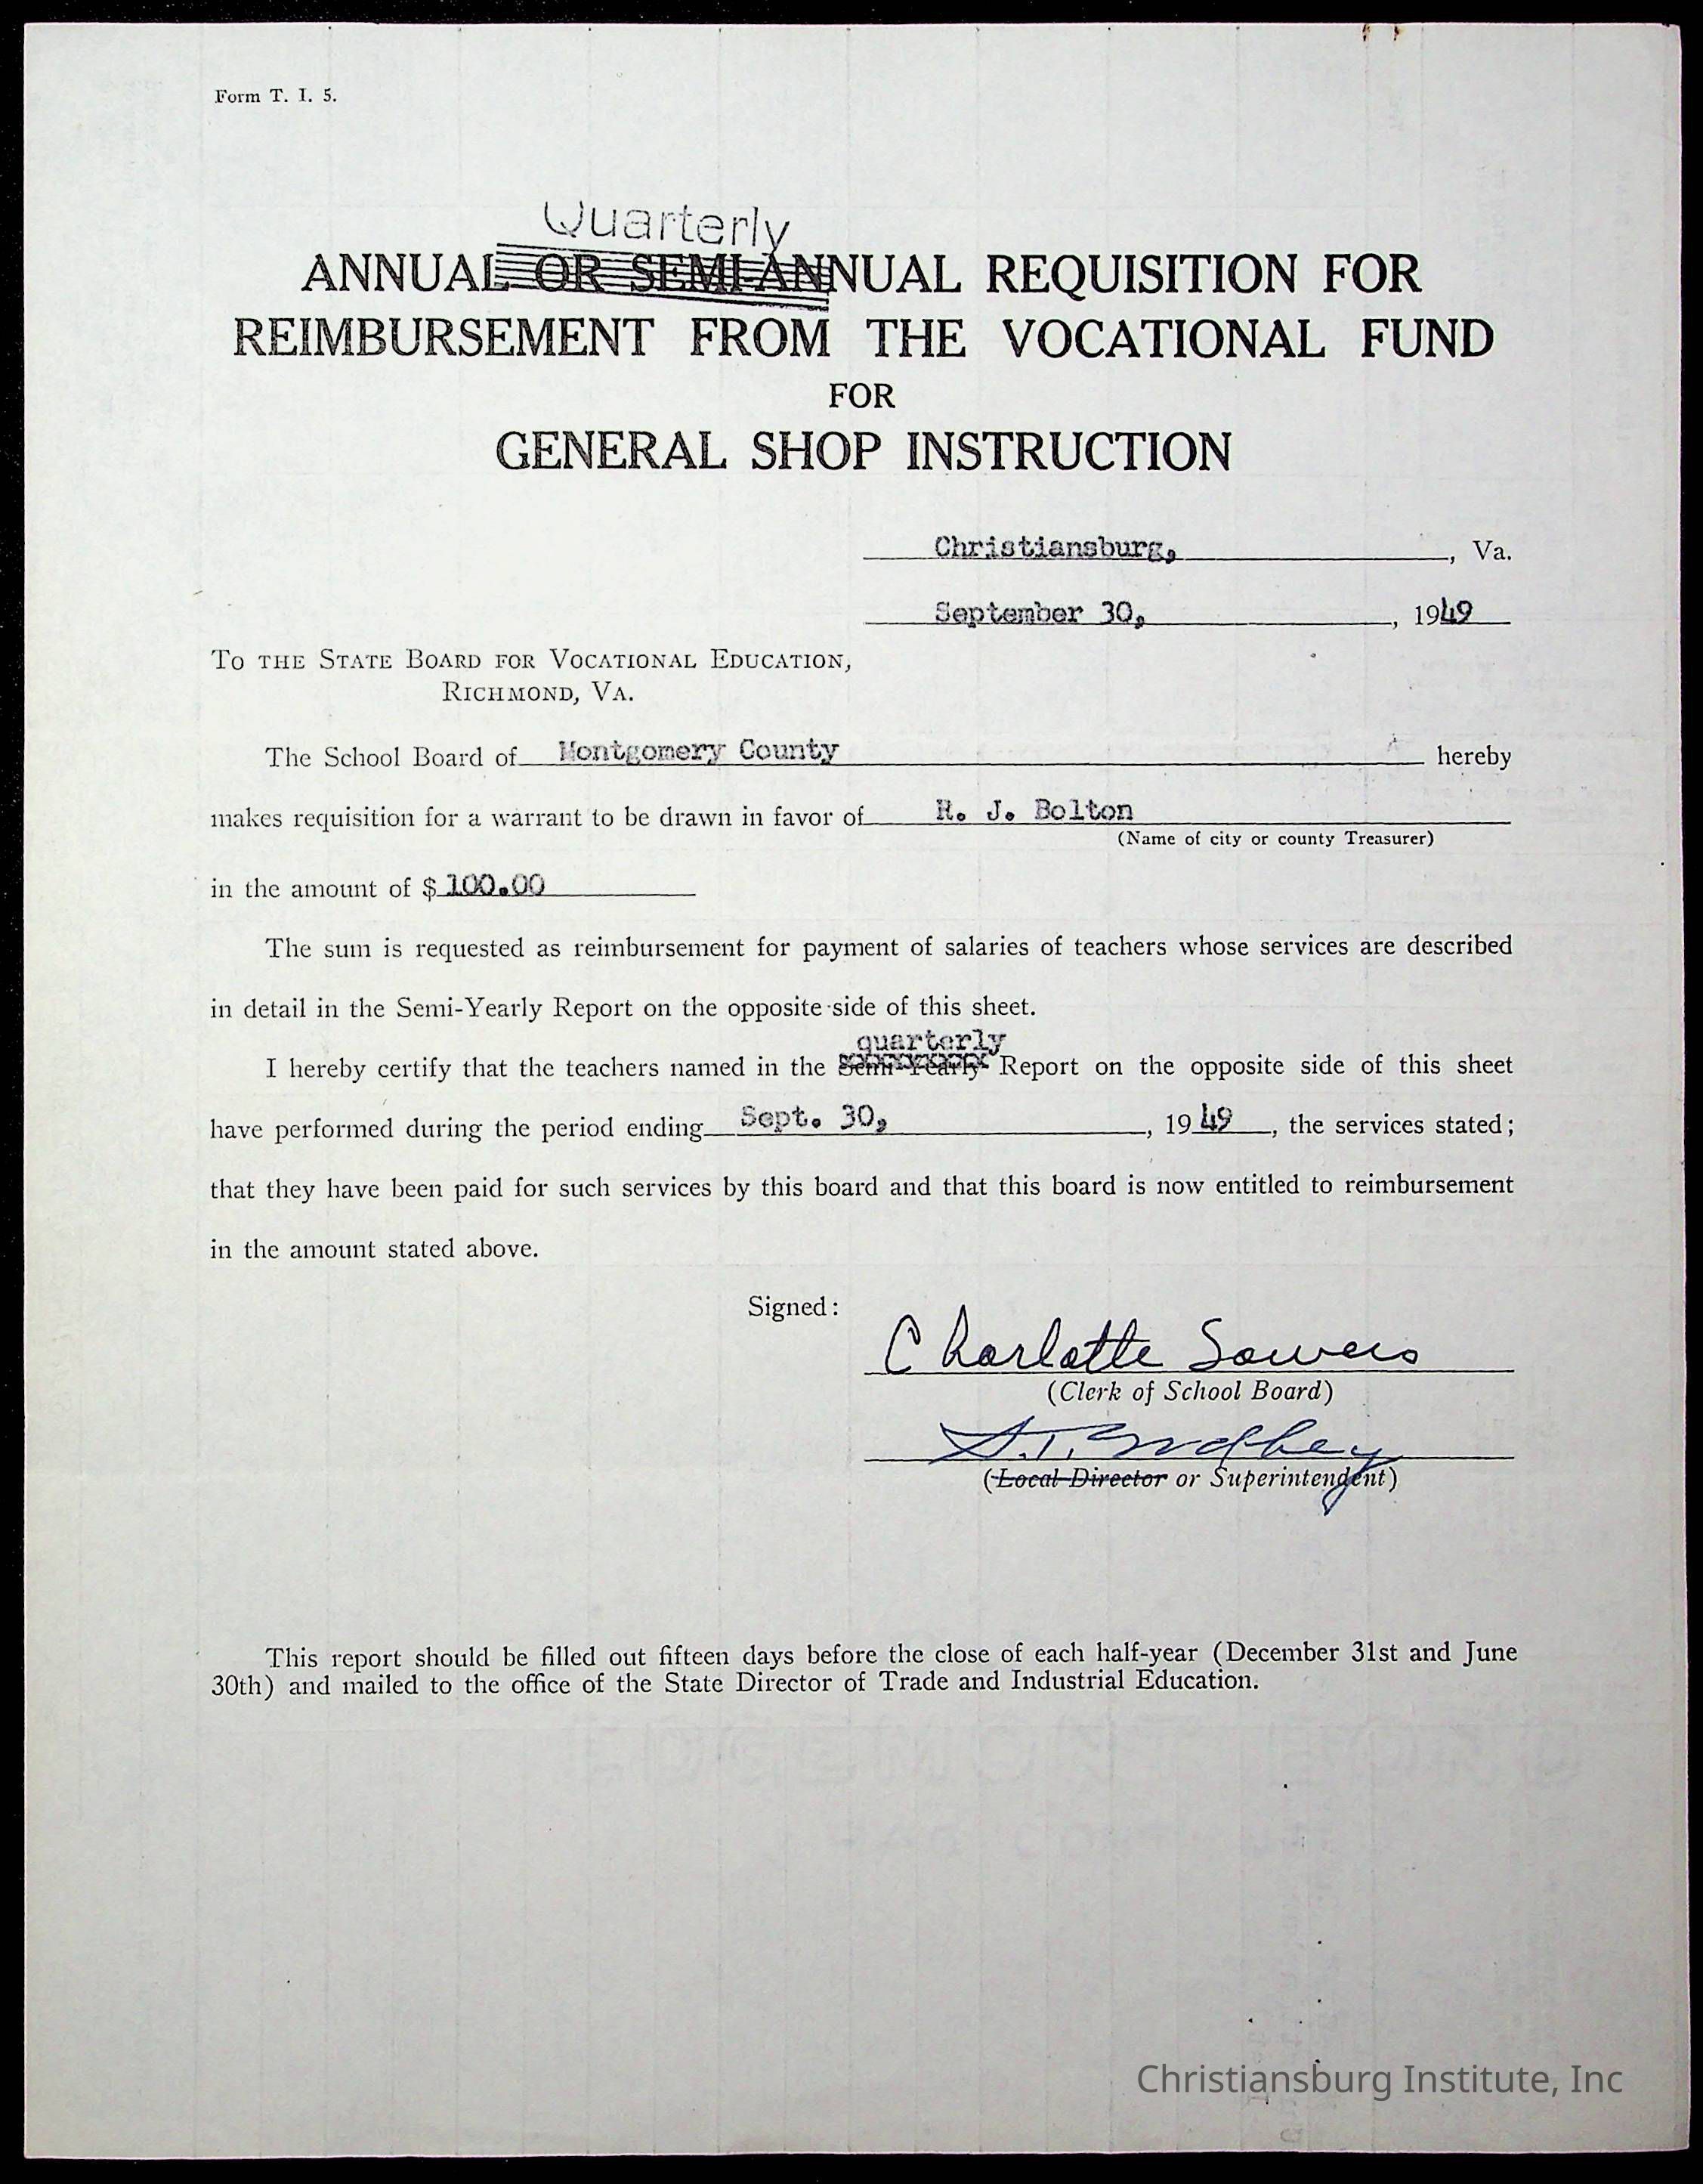 Form T. I. 5.
Quarterly
ANNUAL OR SEMI-ANNUAL REQUISITION FOR
REIMBURSEMENT FROM THE VOCATIONAL FUND
FOR
GENERAL SHOP INSTRUCTION
Christiansburg, , Va.
September 30, , 1949
To the State Board for Vocational Education,
Richmond, Va.
The School Board of Montgomery County hereby
makes requisition for a warrant to be drawn in favor of R. J. Bolton
(Name of city or county Treasurer)
in the amount of $ 100.00
The sum is requested as reimbursement for payment of salaries of teachers whose services are described
in detail in the Semi-Yearly Report on the opposite side of this sheet.
quarterly
I hereby certify that the teachers named in the Semi-Yearly Report on the opposite side of this sheet
have performed during the period ending Sept. 30, , 1949 , the services stated;
that they have been paid for such services by this board and that this board is now entitled to reimbursement
in the amount stated above.
Signed:
Charlotte Sowers
(Clerk of School Board)
S. T.
(Local Director or Superintendent)
This report should be filled out fifteen days before the close of each half-year (December 31st and June
30th) and mailed to the office of the State Director of Trade and Industrial Education.
Christiansburg Institute, Inc